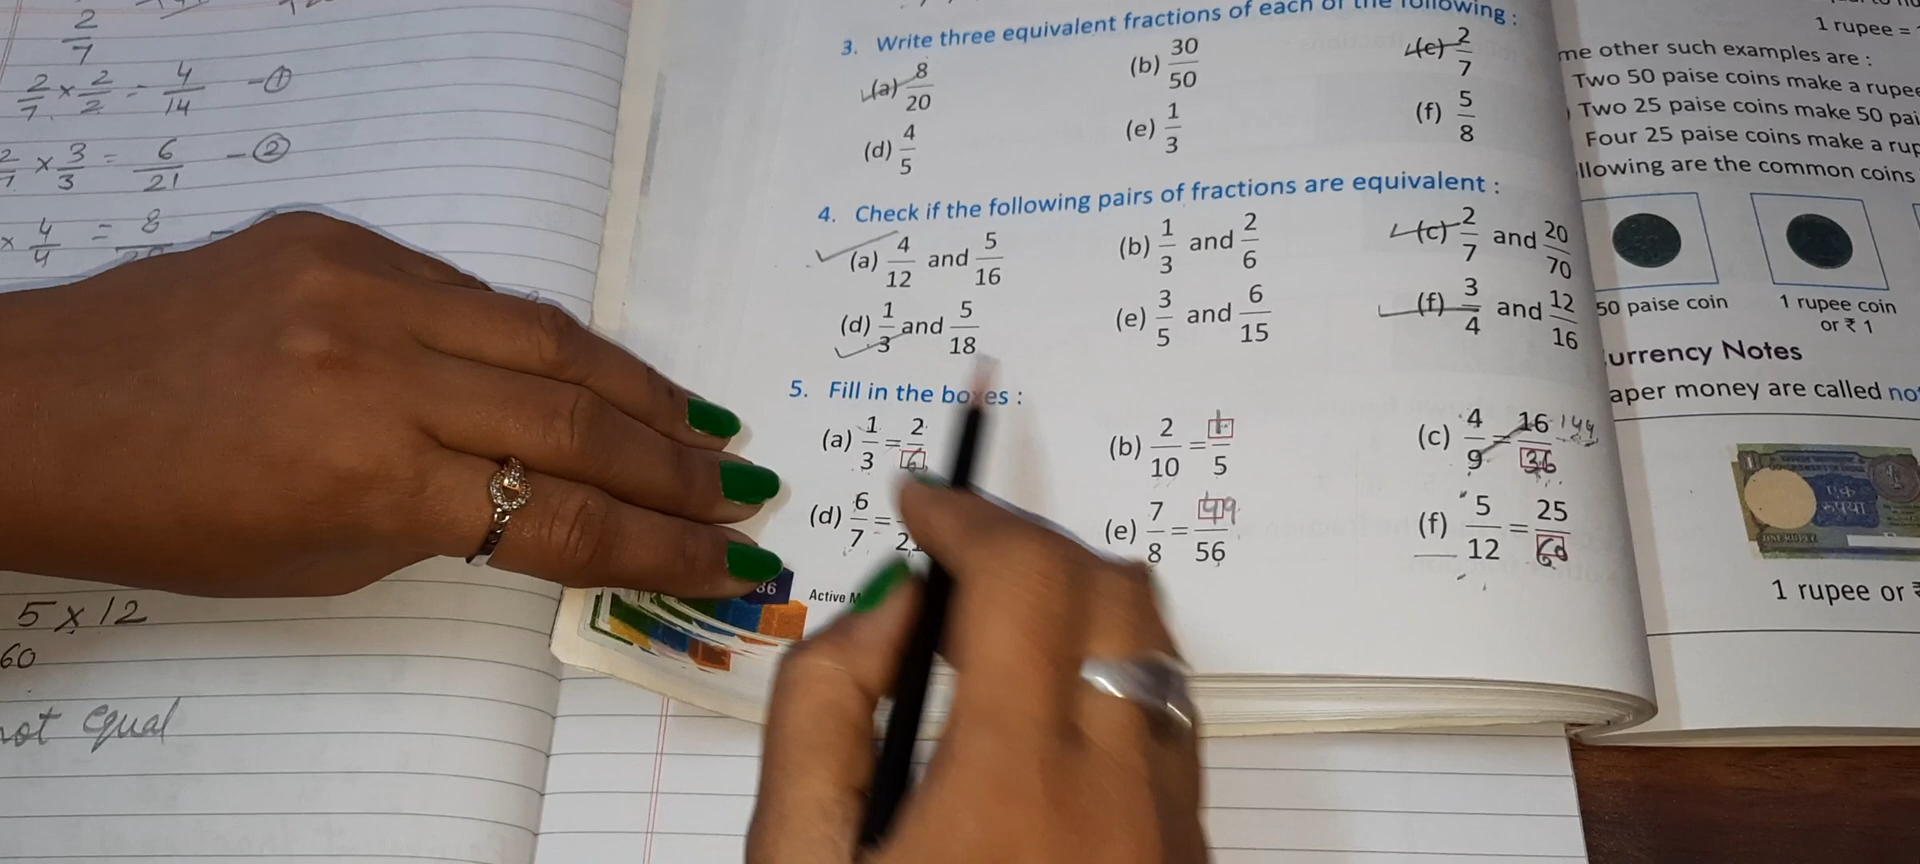 2/7
2/7 × 2/2 = 4/14 - ①
2/7 × 3/3 = 6/21 - ②
× 4/4 = 8/
5 × 12
60
not equal
3. Write three equivalent fractions of each of the following :
(a) 8/20 (b) 30/50 (c) 2/7
(d) 4/5 (e) 1/3 (f) 5/8
4. Check if the following pairs of fractions are equivalent :
(a) 4/12 and 5/16 (b) 1/3 and 2/6 (c) 2/7 and 20/70
(d) 1/3 and 5/18 (e) 3/5 and 6/15 (f) 3/4 and 12/16
5. Fill in the boxes :
(a) 1/3 = 2/6 (b) 2/10 = 1/5 (c) 4/9 = 16/36 144
(d) 6/7 = (e) 7/8 = 49/56 (f) 5/12 = 25/60
36 Active
1 rupee =
me other such examples are :
Two 50 paise coins make a rupee
Two 25 paise coins make 50 pai
Four 25 paise coins make a rup
llowing are the common coins
50 paise coin 1 rupee coin
or ₹ 1
urrency Notes
aper money are called no
एक
रुपया
1 rupee or ₹